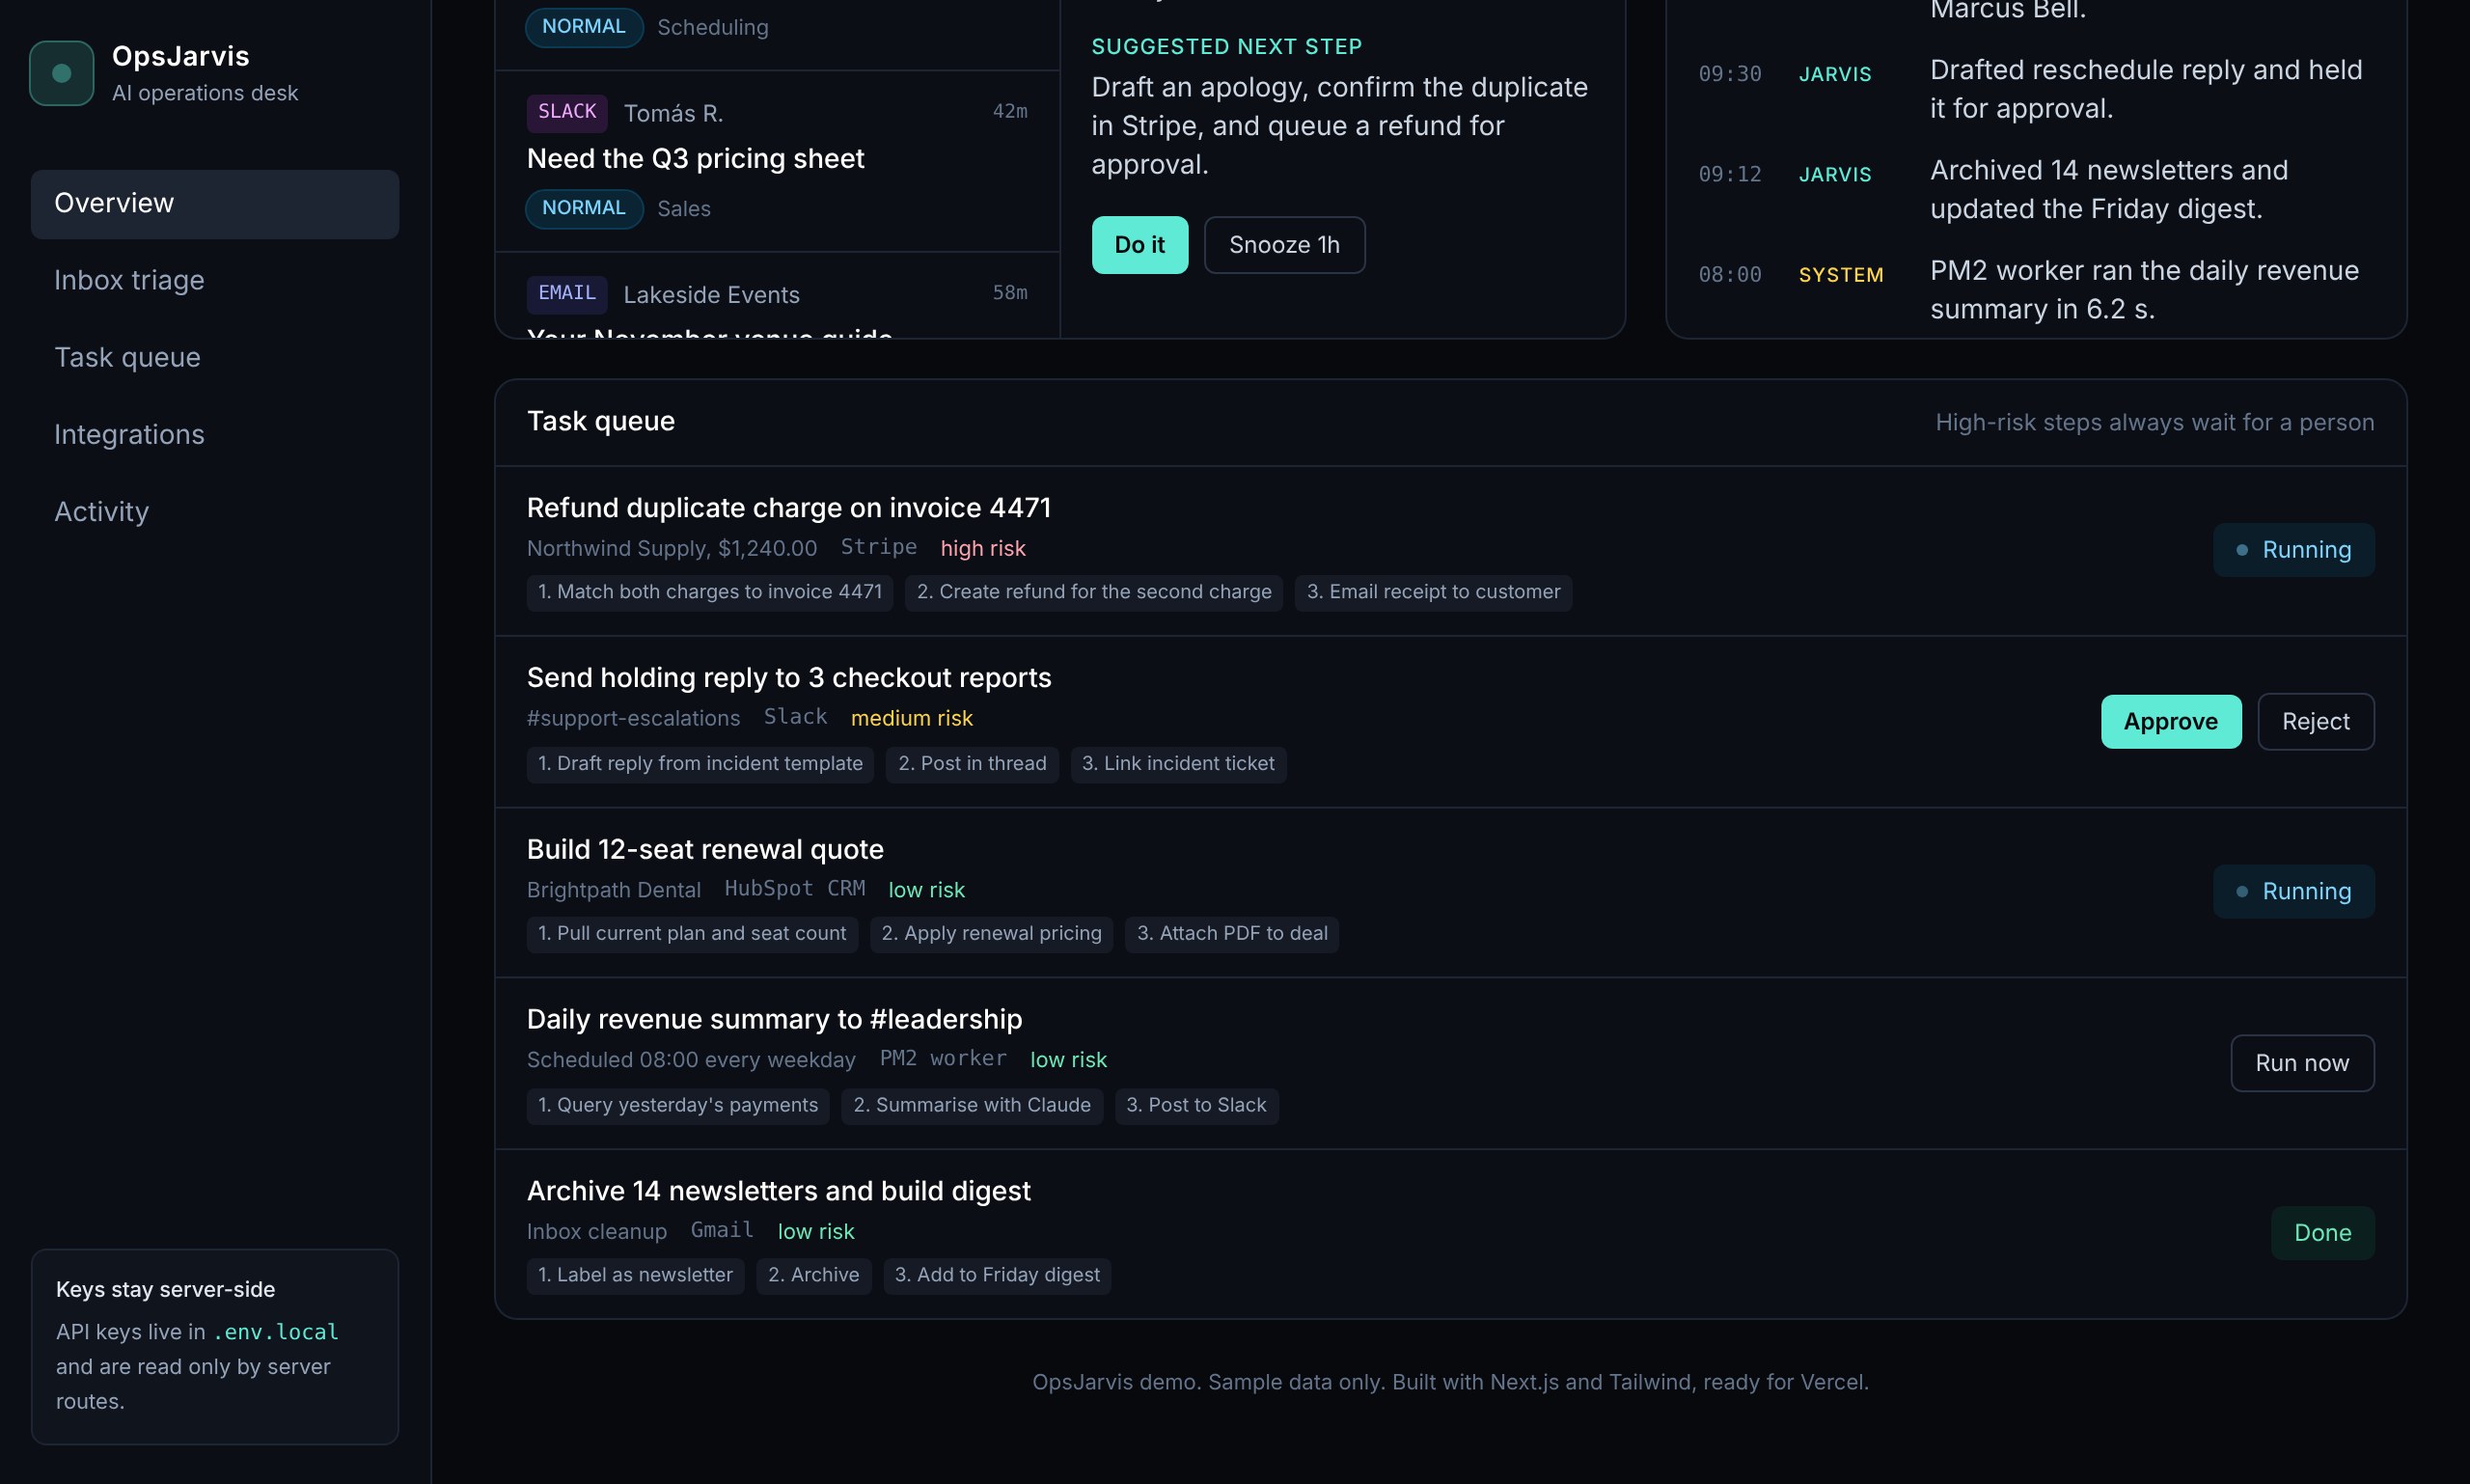 OpsJarvis
AI operations desk
Overview
Inbox triage
Task queue
Integrations
Activity
Keys stay server-side
API keys live in .env.local
and are read only by server
routes.
NORMAL Scheduling
SLACK Tomás R. 42m
Need the Q3 pricing sheet
NORMAL Sales
EMAIL Lakeside Events 58m
Your November venue guide
SUGGESTED NEXT STEP
Draft an apology, confirm the duplicate
in Stripe, and queue a refund for
approval.
Do it Snooze 1h
Marcus Bell.
09:30 JARVIS Drafted reschedule reply and held
it for approval.
09:12 JARVIS Archived 14 newsletters and
updated the Friday digest.
08:00 SYSTEM PM2 worker ran the daily revenue
summary in 6.2 s.
Task queue High-risk steps always wait for a person
Refund duplicate charge on invoice 4471
Northwind Supply, $1,240.00 Stripe high risk
1. Match both charges to invoice 4471 2. Create refund for the second charge 3. Email receipt to customer
Running
Send holding reply to 3 checkout reports
#support-escalations Slack medium risk
1. Draft reply from incident template 2. Post in thread 3. Link incident ticket
Approve Reject
Build 12-seat renewal quote
Brightpath Dental HubSpot CRM low risk
1. Pull current plan and seat count 2. Apply renewal pricing 3. Attach PDF to deal
Running
Daily revenue summary to #leadership
Scheduled 08:00 every weekday PM2 worker low risk
1. Query yesterday's payments 2. Summarise with Claude 3. Post to Slack
Run now
Archive 14 newsletters and build digest
Inbox cleanup Gmail low risk
1. Label as newsletter 2. Archive 3. Add to Friday digest
Done
OpsJarvis demo. Sample data only. Built with Next.js and Tailwind, ready for Vercel.